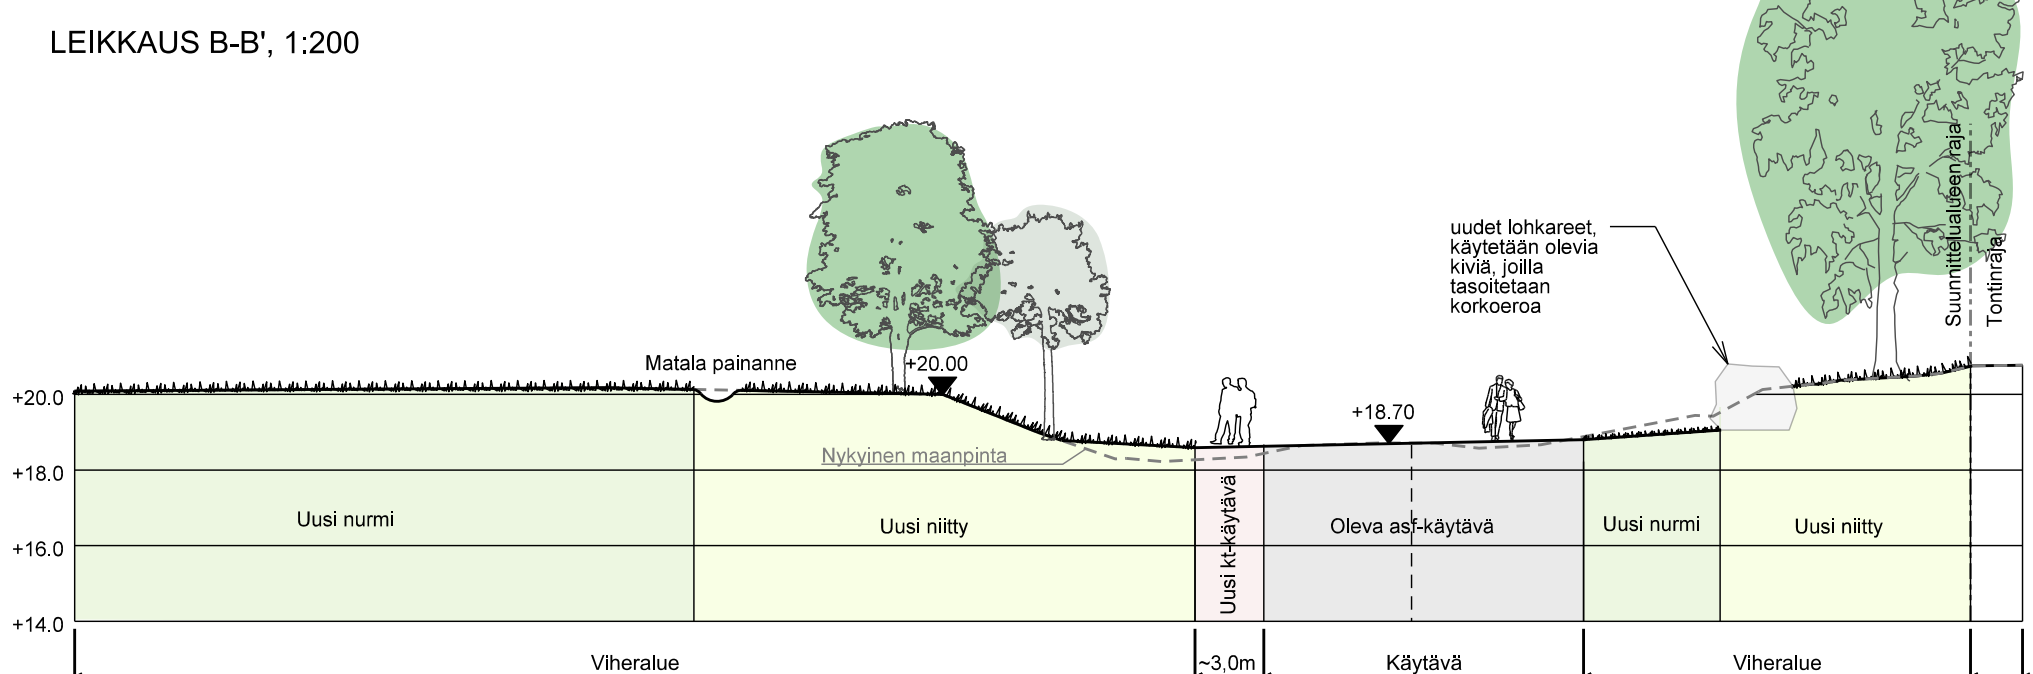 LEIKKAUS B-B', 1:200
Suunnittelualueen raja
Tontinraja
uudet lohkareet,
käytetään olevia
kiviä, joilla
tasoitetaan
korkoeroa
Matala painanne
+20.00
+18.70
Nykyinen maanpinta
+20.0
+18.0
+16.0
+14.0
Uusi nurmi
Uusi niitty
Uusi kt-käytävä
Oleva asf-käytävä
Uusi nurmi
Uusi niitty
Viheralue
~3,0m
Käytävä
Viheralue